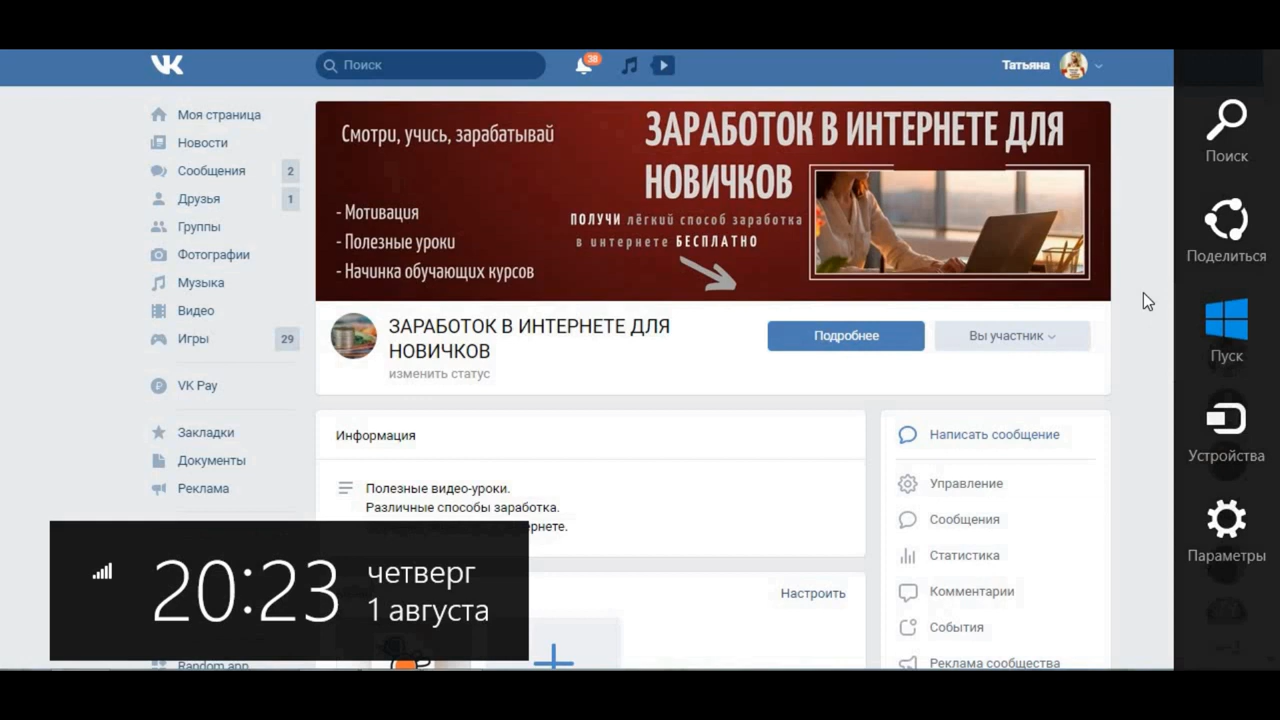 VK
Поиск
38
Татьяна
Моя страница
Новости
Сообщения 2
Друзья 1
Группы
Фотографии
Музыка
Видео
Игры 29
VK Pay
Закладки
Документы
Реклама
Random app
Смотри, учись, зарабатывай
- Мотивация
- Полезные уроки
- Начинка обучающих курсов
ЗАРАБОТОК В ИНТЕРНЕТЕ ДЛЯ
НОВИЧКОВ
ПОЛУЧИ лёгкий способ заработка
в интернете БЕСПЛАТНО
ЗАРАБОТОК В ИНТЕРНЕТЕ ДЛЯ
НОВИЧКОВ
изменить статус
Подробнее
Вы участник
Информация
Полезные видео-уроки.
Различные способы заработка.
Настроить
Написать сообщение
Управление
Сообщения
Статистика
Комментарии
События
Реклама сообщества
20:23
четверг
1 августа
Поиск
Поделиться
Пуск
Устройства
Параметры